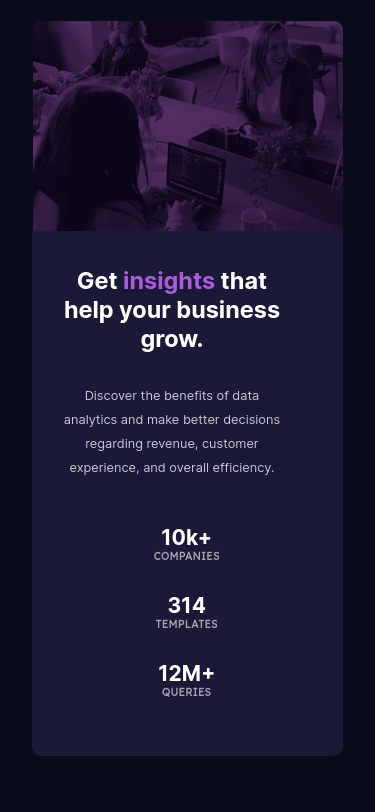 Get insights that
help your business
grow.
Discover the benefits of data
analytics and make better decisions
regarding revenue, customer
experience, and overall efficiency.
10k+
COMPANIES
314
TEMPLATES
12M+
QUERIES